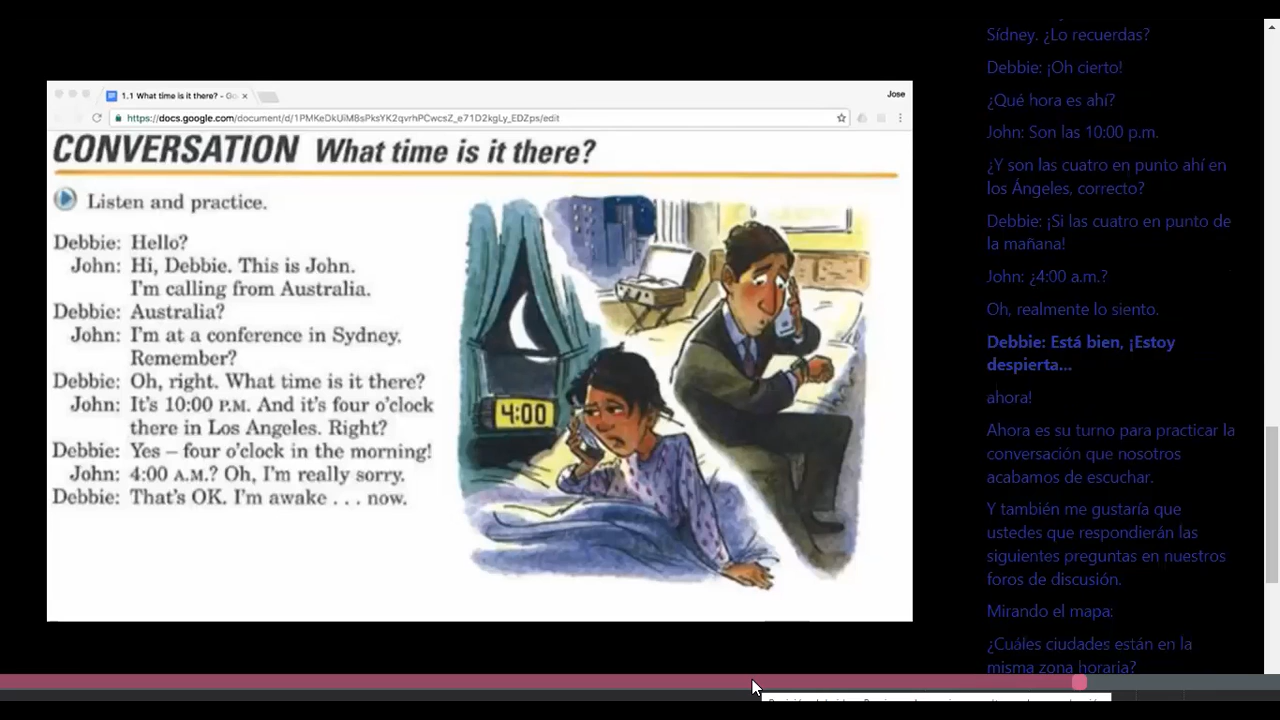 1.1 What time is it there? - Go
Jose
https://docs.google.com/document/d/1PMKeDkUiM8sPksYK2qvrhPCwcsZ_e71D2kgLy_EDZps/edit
CONVERSATION What time is it there?
Listen and practice.
Debbie: Hello?
John: Hi, Debbie. This is John.
I'm calling from Australia.
Debbie: Australia?
John: I'm at a conference in Sydney.
Remember?
Debbie: Oh, right. What time is it there?
John: It's 10:00 P.M. And it's four o'clock
there in Los Angeles. Right?
Debbie: Yes – four o'clock in the morning!
John: 4:00 A.M.? Oh, I'm really sorry.
Debbie: That's OK. I'm awake . . . now.
4:00
Sídney. ¿Lo recuerdas?
Debbie: ¡Oh cierto!
¿Qué hora es ahí?
John: Son las 10:00 p.m.
¿Y son las cuatro en punto ahí en
los Ángeles, correcto?
Debbie: ¡Si las cuatro en punto de
la mañana!
John: ¿4:00 a.m.?
Oh, realmente lo siento.
Debbie: Está bien, ¡Estoy
despierta...
ahora!
Ahora es su turno para practicar la
conversación que nosotros
acabamos de escuchar.
Y también me gustaría que
ustedes que respondierán las
siguientes preguntas en nuestros
foros de discusión.
Mirando el mapa:
¿Cuáles ciudades están en la
misma zona horaria?